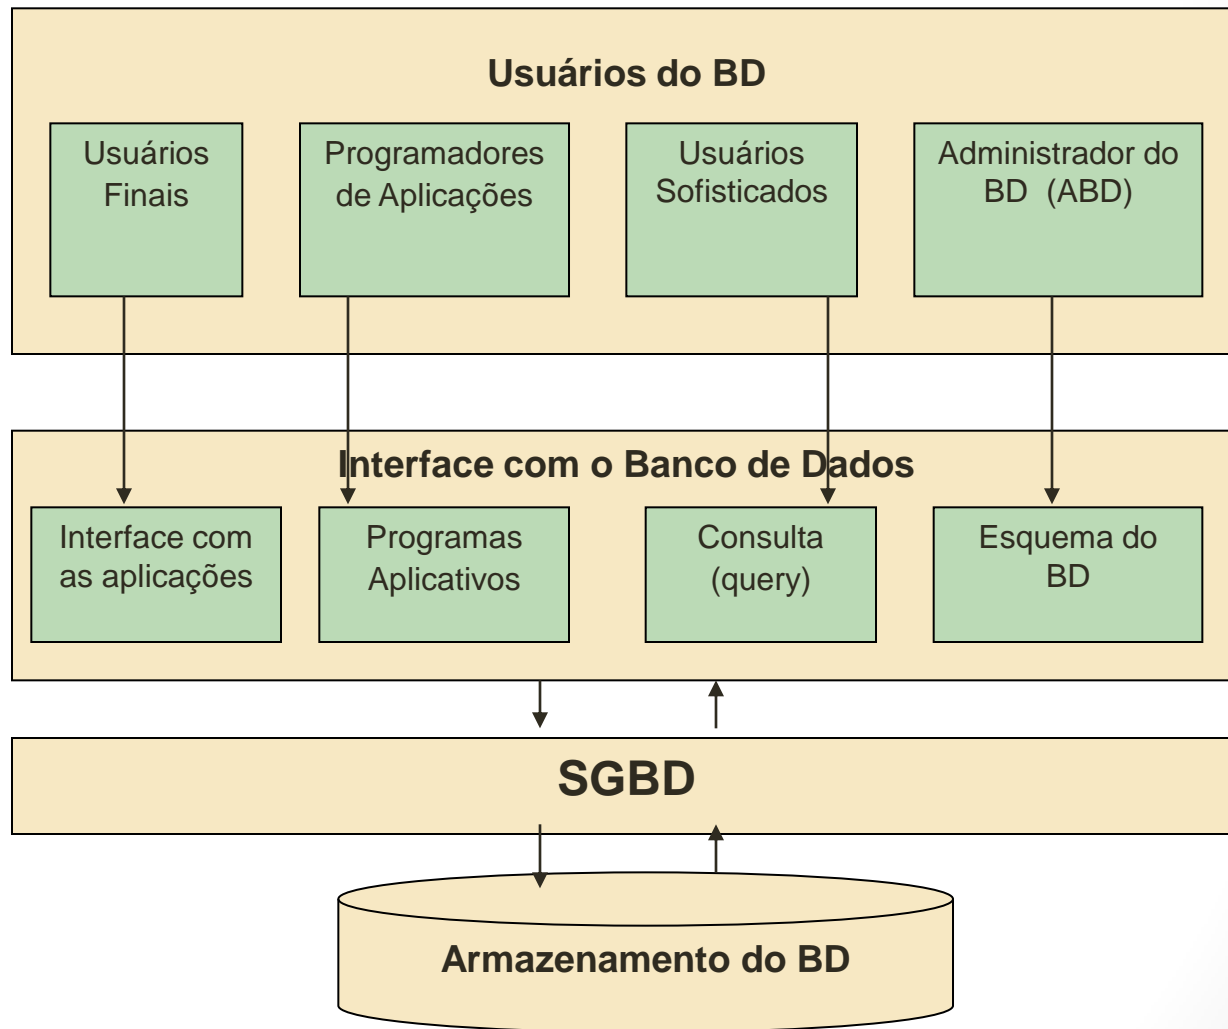 Usuários do BD
Usuários
Finais
Programadores
de Aplicações
Usuários
Sofisticados
Administrador do
BD (ABD)
Interface com o Banco de Dados
Interface com
as aplicações
Programas
Aplicativos
Consulta
(query)
Esquema do
BD
SGBD
Armazenamento do BD